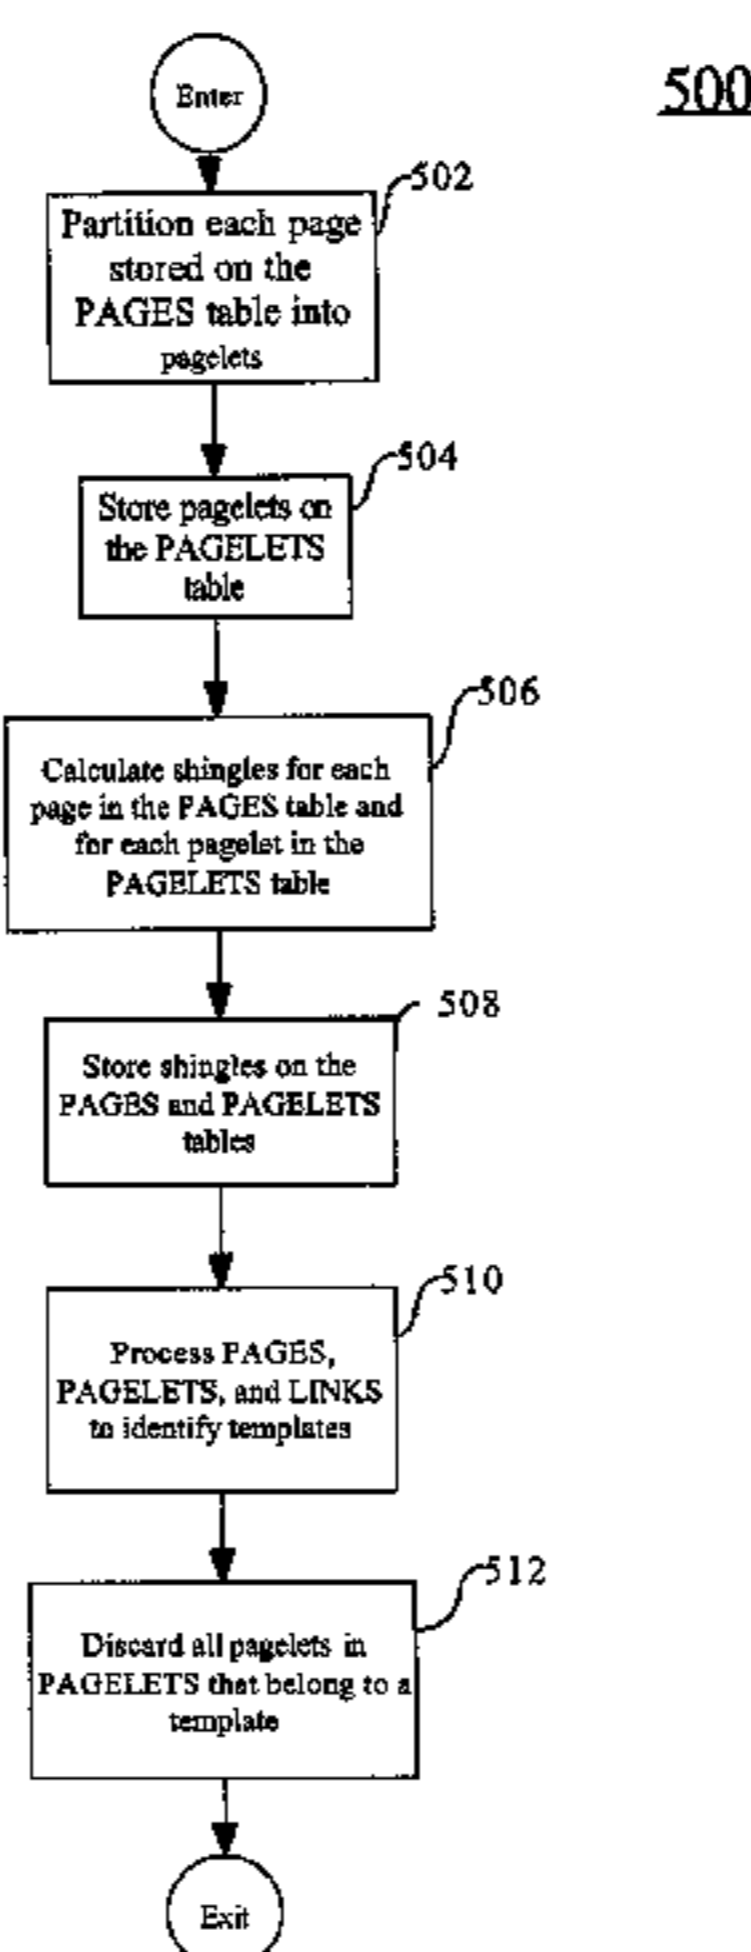 Enter
500
502
Partition each page
stored on the
PAGES table into
pagelets
504
Store pagelets on
the PAGELETS
table
506
Calculate shingles for each
page in the PAGES table and
for each pagelet in the
PAGELETS table
508
Store shingles on the
PAGES and PAGELETS
tables
510
Process PAGES,
PAGELETS, and LINKS
to identify templates
512
Discard all pagelets in
PAGELETS that belong to a
template
Exit